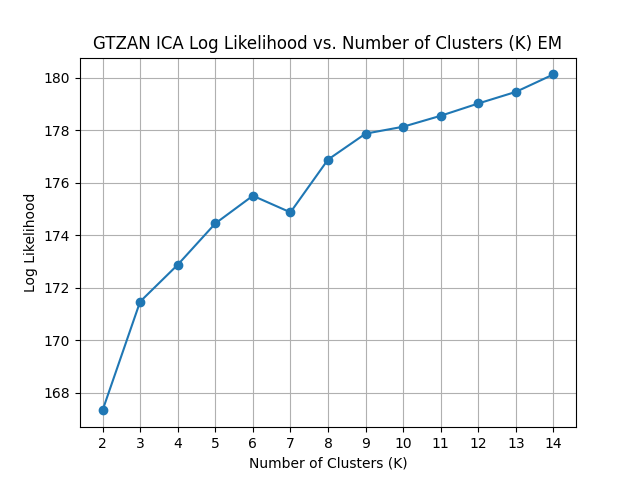 GTZAN ICA Log Likelihood vs. Number of Clusters (K) EM
Log Likelihood
180
178
176
174
172
170
168
2 3 4 5 6 7 8 9 10 11 12 13 14
Number of Clusters (K)